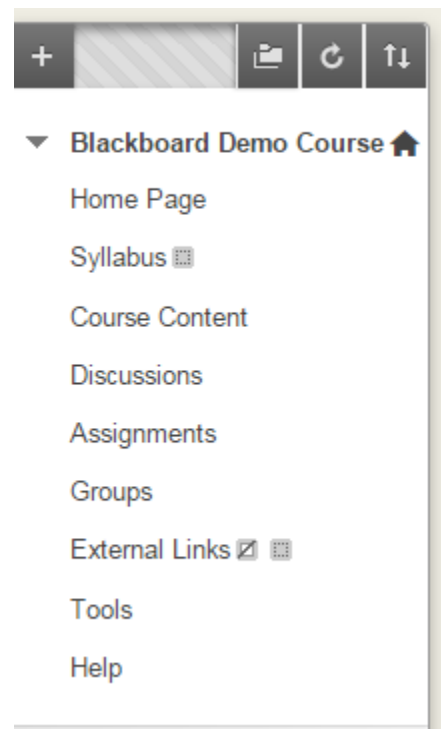 Blackboard Demo Course
Home Page
Syllabus
Course Content
Discussions
Assignments
Groups
External Links
Tools
Help